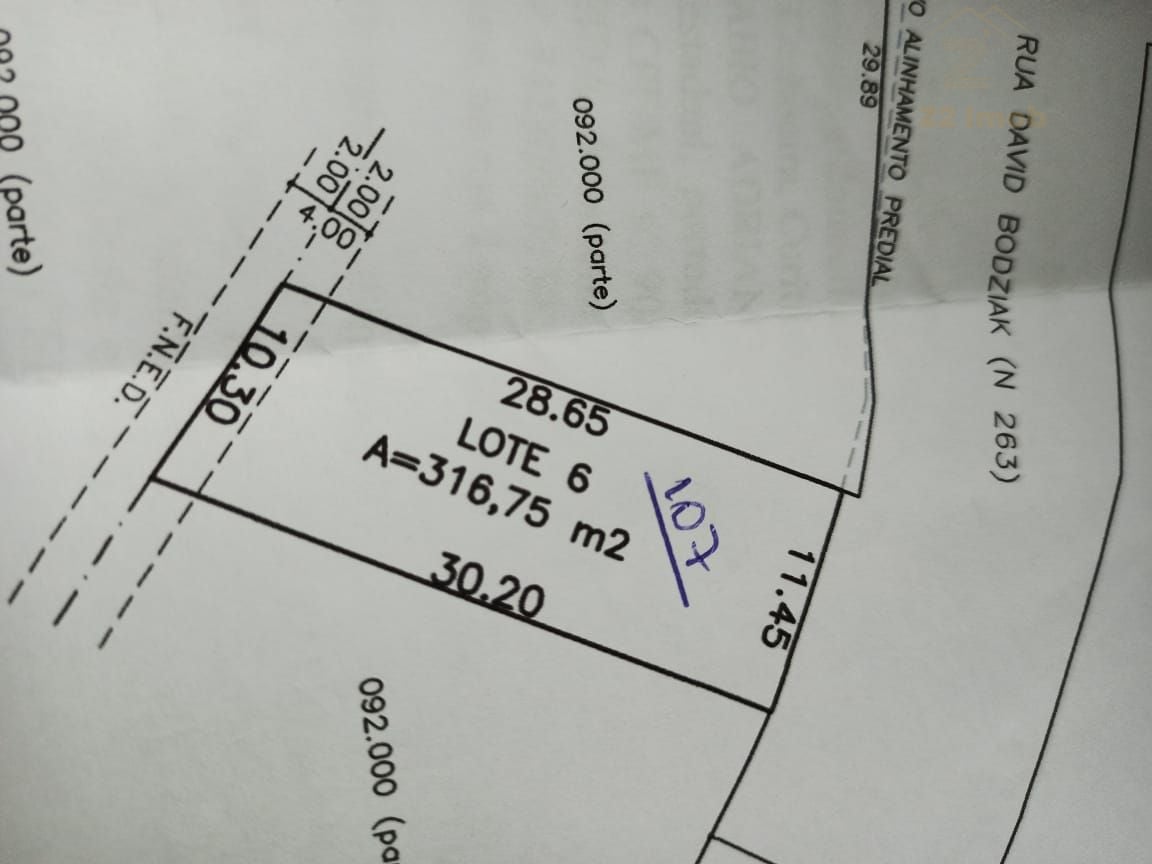 RUA DAVID BODZIAK (N 263)
ALINHAMENTO PREDIAL
29.89
092.000 (parte)
2.00
2.00
4.00
F.N.E.D.
10.30
28.65
LOTE 6
A=316,75 m2
107
11.45
30.20
092.000 (pa
092.000 (parte)